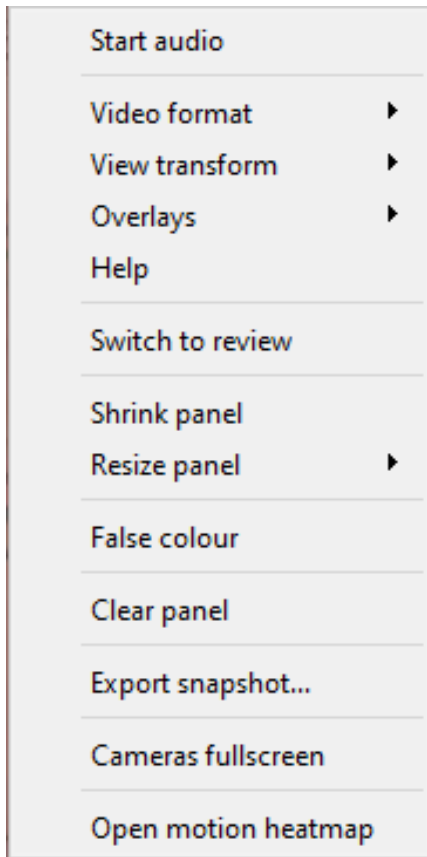 Start audio
Video format
View transform
Overlays
Help
Switch to review
Shrink panel
Resize panel
False colour
Clear panel
Export snapshot...
Cameras fullscreen
Open motion heatmap